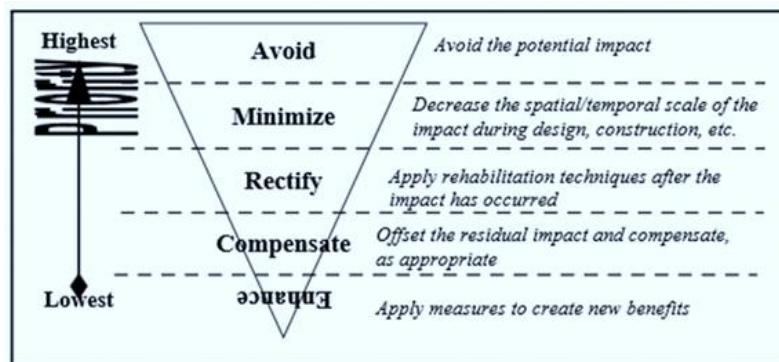 Highest
Avoid
Avoid the potential impact
Minimize
Decrease the spatial/temporal scale of the
impact during design, construction, etc.
Rectify
Apply rehabilitation techniques after the
impact has occurred
Compensate
Offset the residual impact and compensate,
as appropriate
Lowest
Enhance
Apply measures to create new benefits